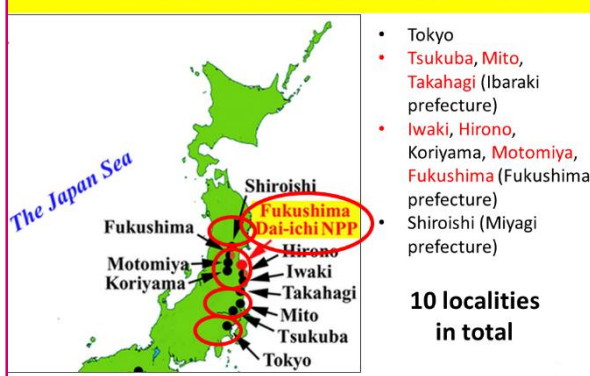 The Japan Sea
Shiroishi
Fukushima
Fukushima
Dai-ichi NPP
Hirono
Motomiya
Iwaki
Koriyama
Takahagi
Mito
Tsukuba
Tokyo
• Tokyo
• Tsukuba, Mito,
Takahagi (Ibaraki
prefecture)
• Iwaki, Hirono,
Koriyama, Motomiya,
Fukushima (Fukushima
prefecture)
• Shiroishi (Miyagi
prefecture)
10 localities
in total